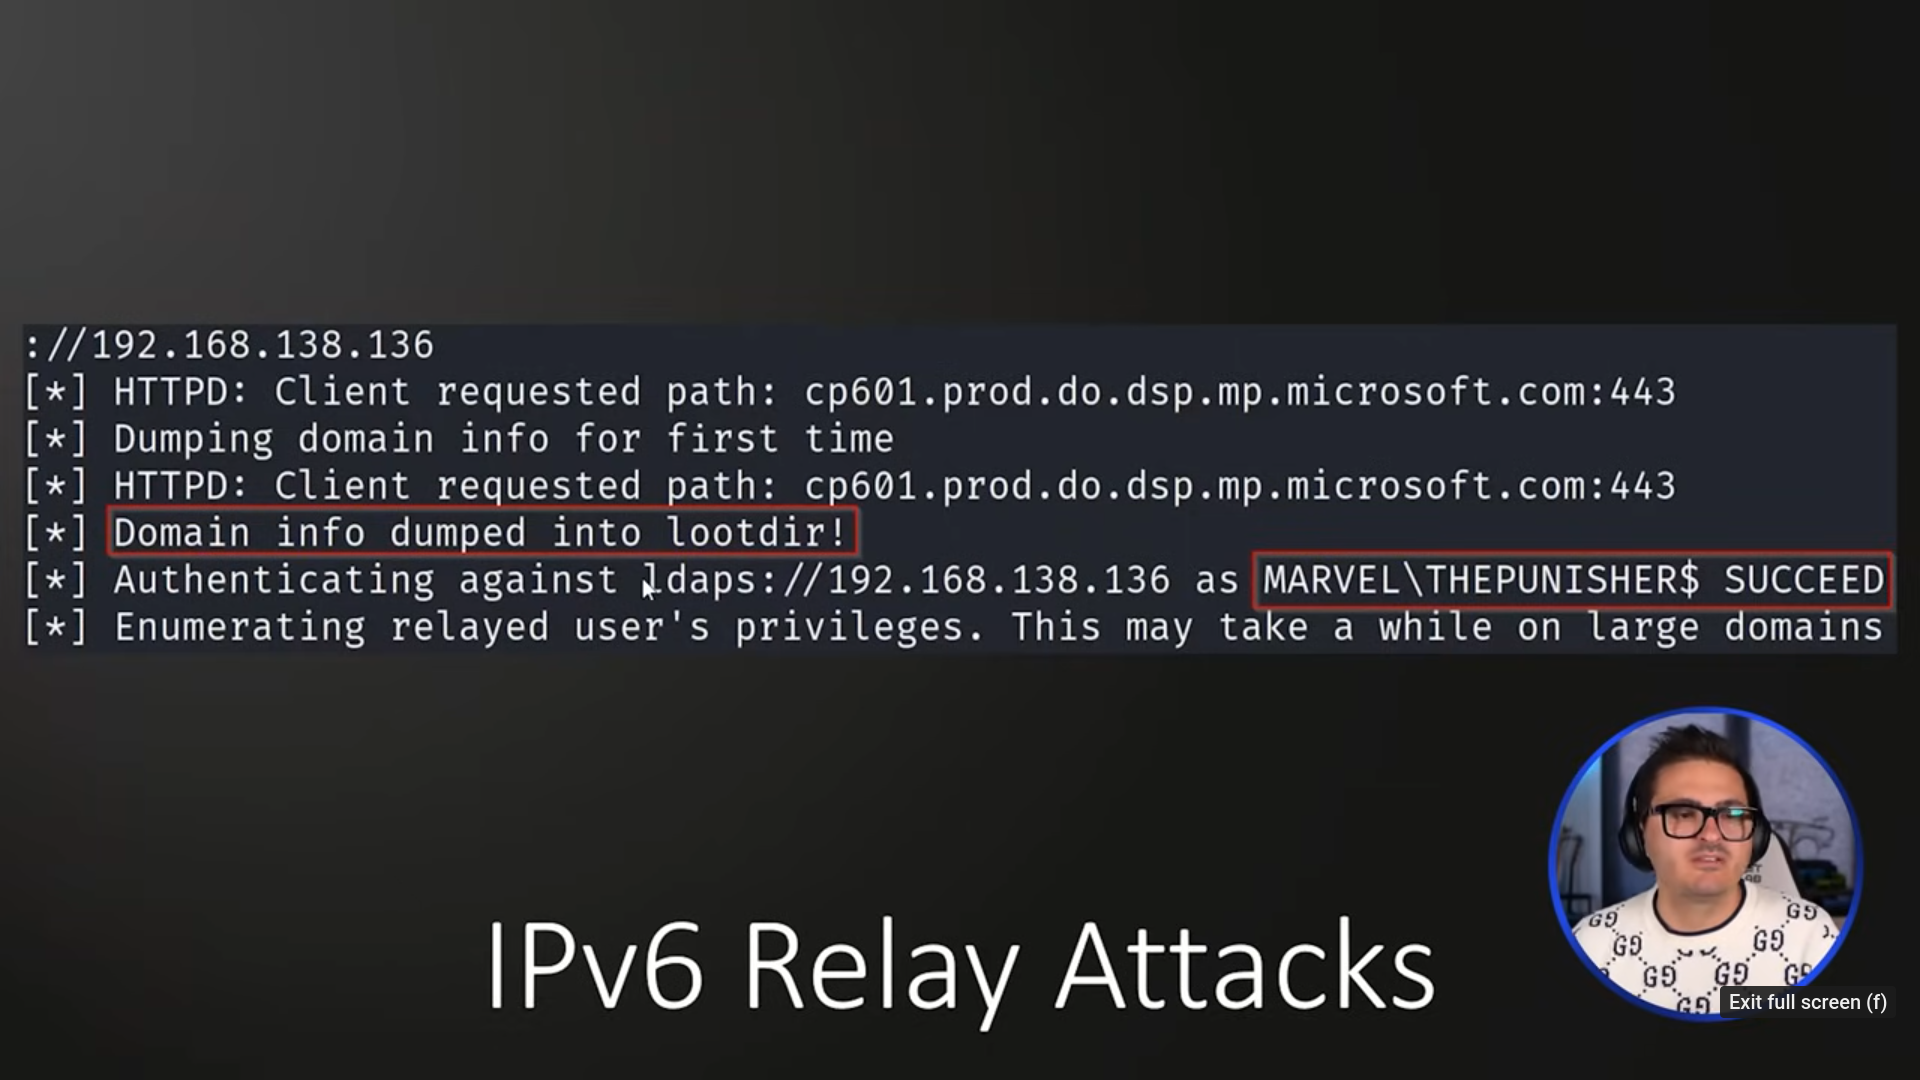 ://192.168.138.136
[*] HTTPD: Client requested path: cp601.prod.do.dsp.mp.microsoft.com:443
[*] Dumping domain info for first time
[*] HTTPD: Client requested path: cp601.prod.do.dsp.mp.microsoft.com:443
[*] Domain info dumped into lootdir!
[*] Authenticating against ldaps://192.168.138.136 as MARVEL\THEPUNISHER$ SUCCEED
[*] Enumerating relayed user's privileges. This may take a while on large domains
IPv6 Relay Attacks
Exit full screen (f)